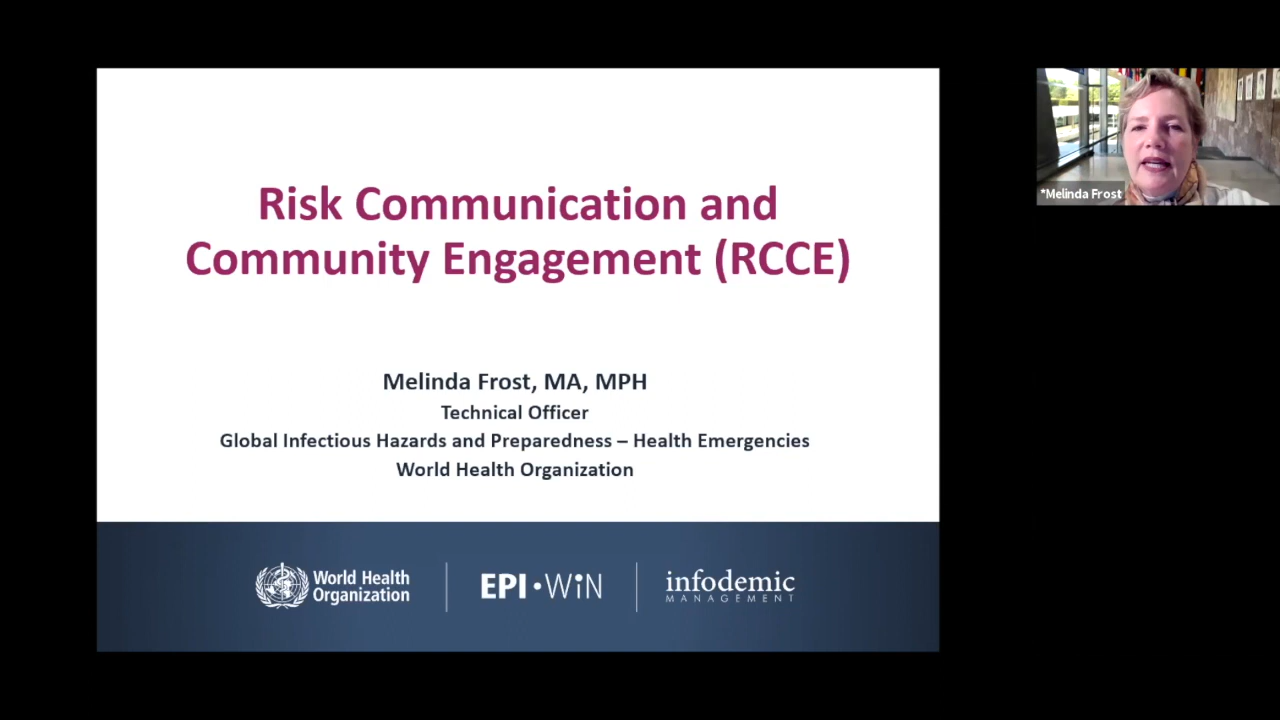 Risk Communication and
Community Engagement (RCCE)
Melinda Frost, MA, MPH
Technical Officer
Global Infectious Hazards and Preparedness – Health Emergencies
World Health Organization
World Health
Organization
EPI•WiN
infodemic
MANAGEMENT
*Melinda Frost